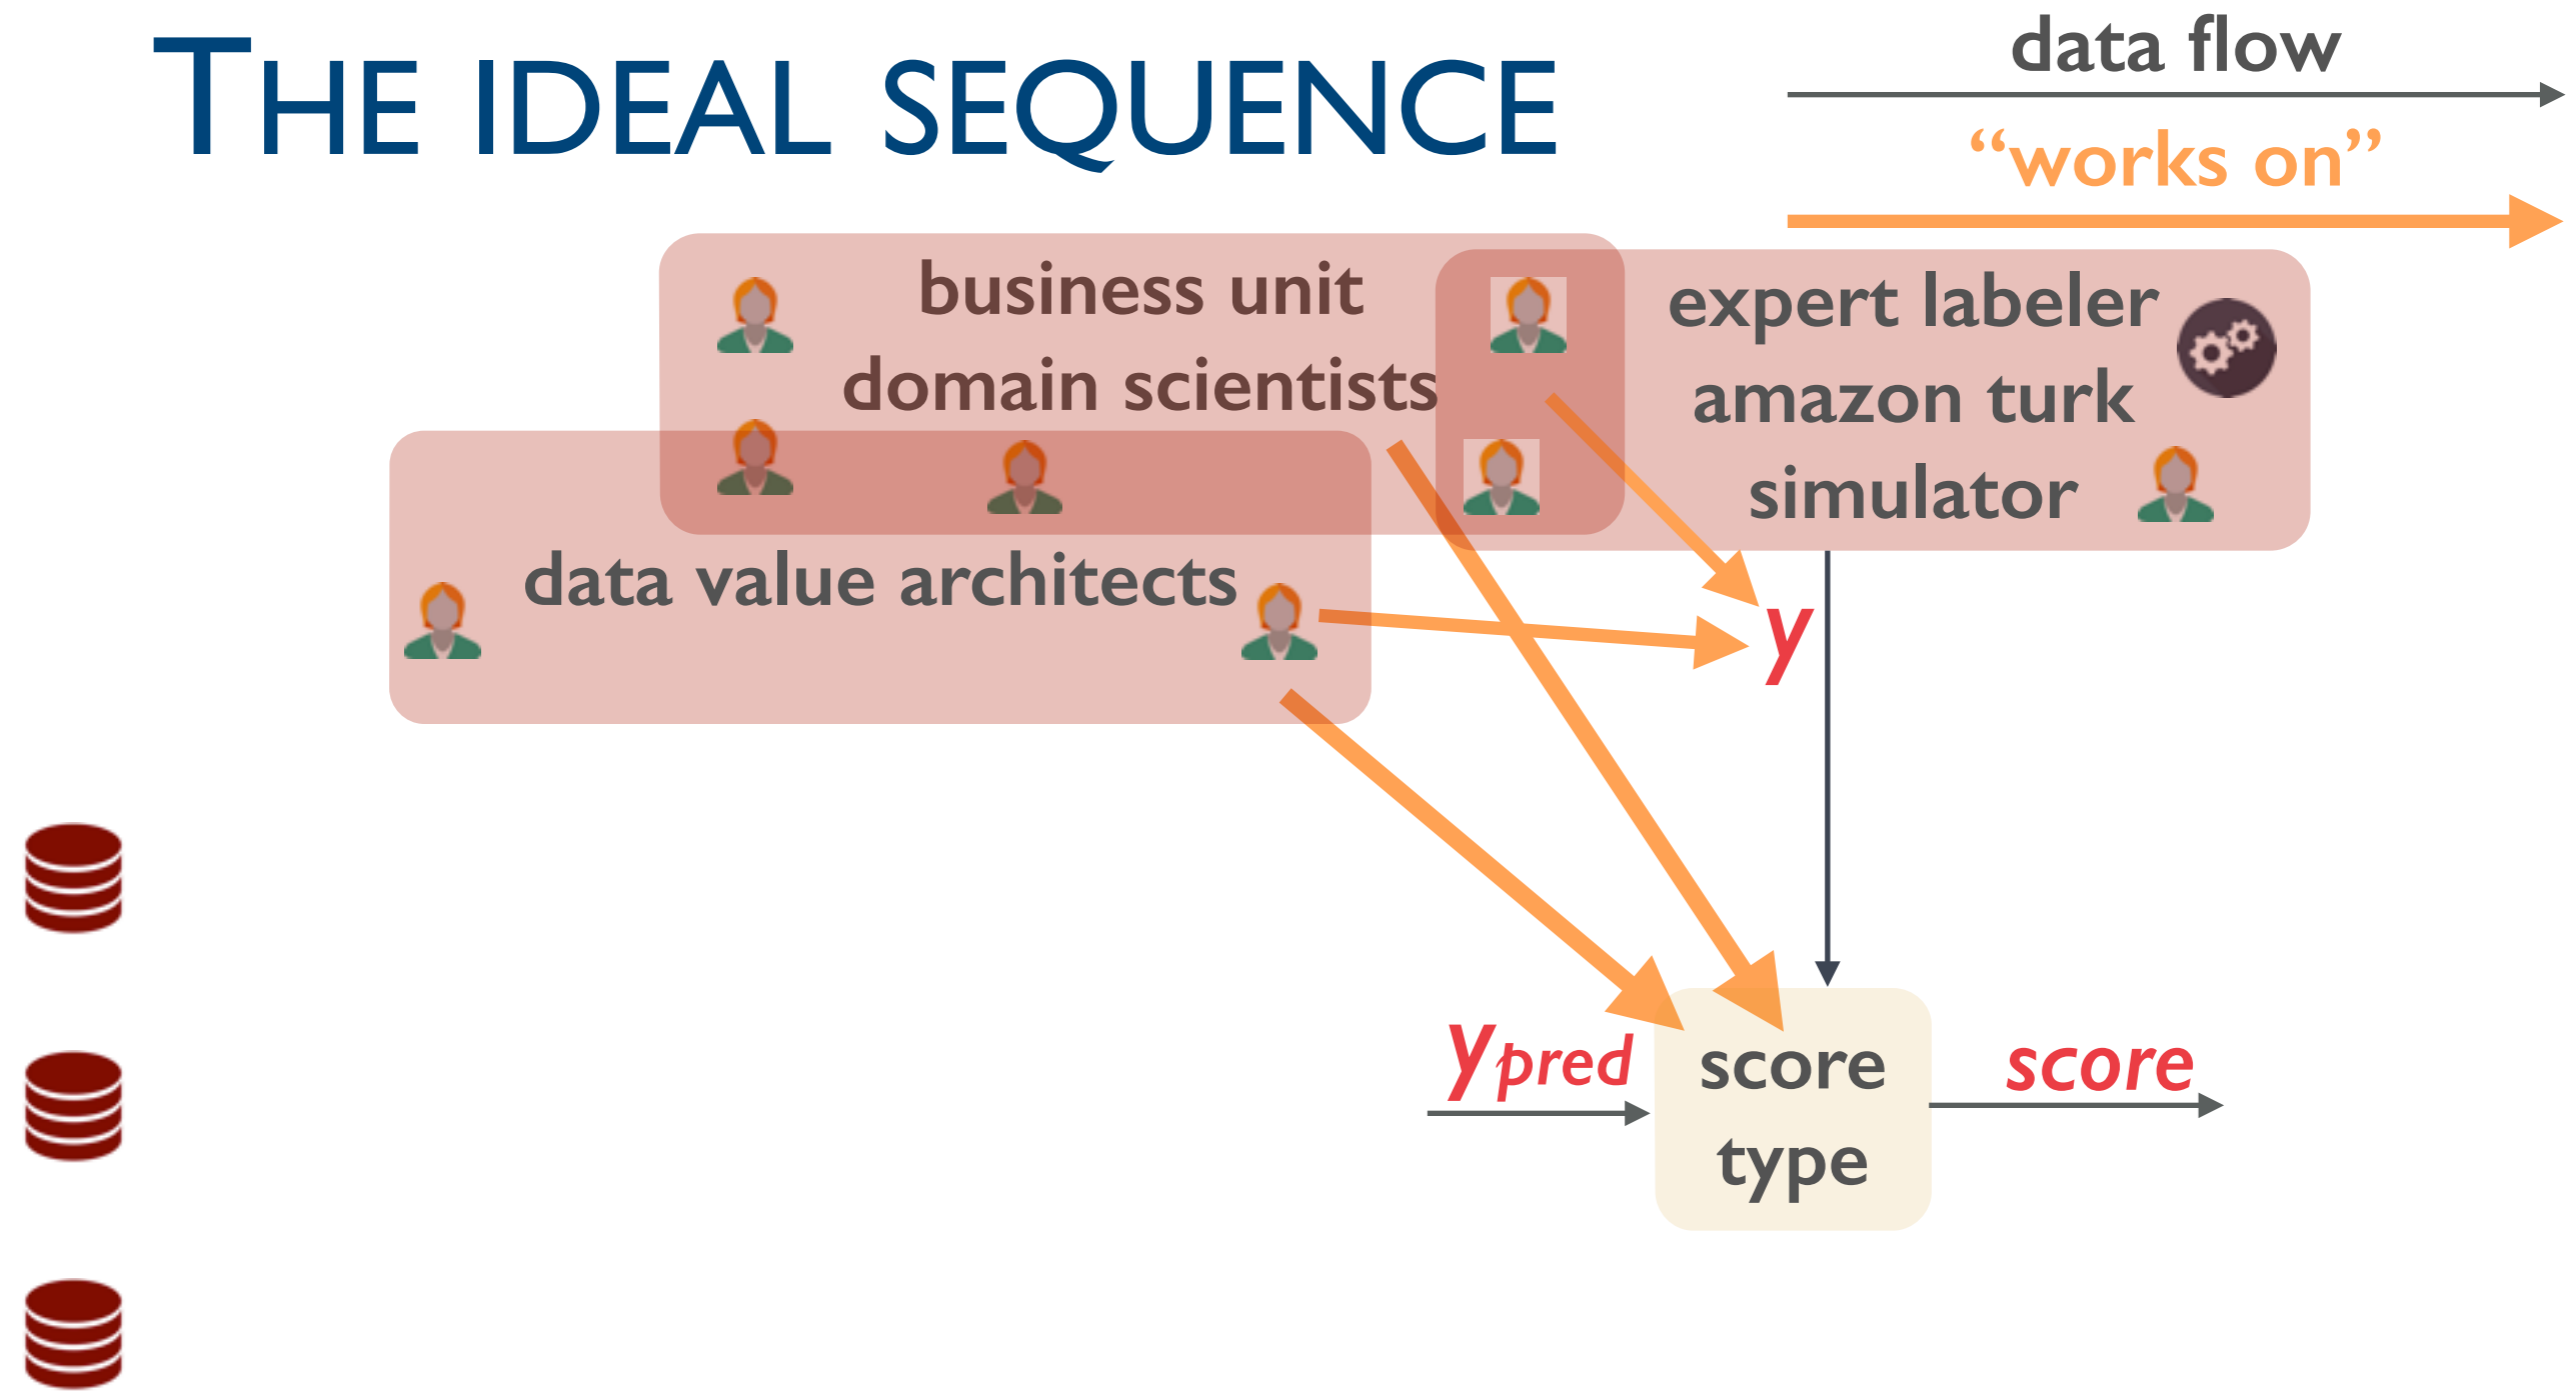 THE IDEAL SEQUENCE
data flow
“works on”
business unit
domain scientists
expert labeler
amazon turk
simulator
data value architects
y
ypred
score
type
score